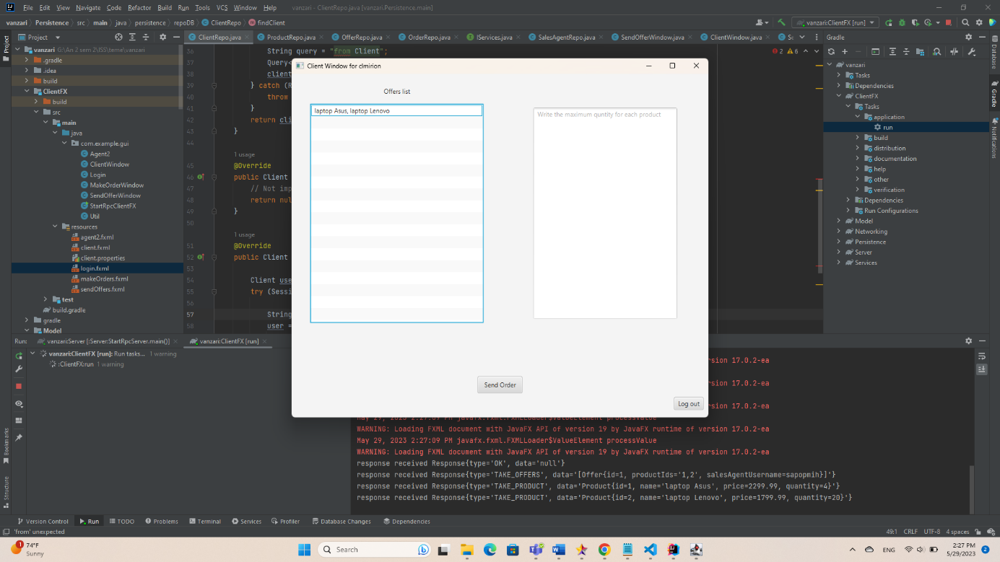 File Edit View Navigate Code Refactor Build Run Tools VCS Window Help vanzari - ClientRepo.java [vanzari.Persistence.main]
vanzari Persistence src main java persistence repoDB ClientRepo findClient
vanzari:ClientFX [run]
Project
ClientRepo.java ProductRepo.java OfferRepo.java OrderRepo.java IServices.java SalesAgentRepo.java SendOfferWindow.java ClientWindow.java Sc
Gradle
vanzari G:\An 2 sem 2\ISS\teme\vanzari
.gradle
.idea
build
ClientFX
build
src
main
java
com.example.gui
Agent2
ClientWindow
Login
MakeOrderWindow
SendOfferWindow
StartRpcClientFX
Util
resources
agent2.fxml
client.fxml
client.properties
login.fxml
makeOrders.fxml
sendOffers.fxml
test
build.gradle
gradle
Model
36 String query = "from Client";
37 Query<
38 client
39 } catch (R
40 throw
41 }
42 return cli
43 }
44
1 usage
45 @Override
46 public Client
47 // Not imp
48 return nul
49 }
50
1 usage
51 @Override
52 public Client
53
54 Client use
55 try (Sessi
56
57 String
58 user =
2 6
Client Window for clmirion
Offers list
laptop Asus, laptop Lenovo
Write the maximum quntity for each product
Send Order
Log out
vanzari
Tasks
Dependencies
ClientFX
Tasks
application
run
build
distribution
documentation
help
other
verification
Dependencies
Run Configurations
Model
Networking
Persistence
Server
Services
Project
Bookmarks
Structure
Database
Gradle
Notifications
Run: vanzari:Server [:Server:StartRpcServer.main()] vanzari:ClientFX [run]
vanzari:ClientFX [run]: Run tasks... 1 warning
:ClientFX:run 1 warning
rsion 17.0.2-ea
rsion 17.0.2-ea
rsion 17.0.2-ea
May 29, 2023 2:27:09 PM javafx.fxml.FXMLLoader$ValueElement processValue
WARNING: Loading FXML document with JavaFX API of version 19 by JavaFX runtime of version 17.0.2-ea
May 29, 2023 2:27:09 PM javafx.fxml.FXMLLoader$ValueElement processValue
WARNING: Loading FXML document with JavaFX API of version 19 by JavaFX runtime of version 17.0.2-ea
response received Response{type='OK', data='null'}
response received Response{type='TAKE_OFFERS', data='[Offer{id=1, productIds='1,2', salesAgentUsername=sapopmih}]'}
response received Response{type='TAKE_PRODUCT', data='Product{id=1, name='laptop Asus', price=2299.99, quantity=4}'}
response received Response{type='TAKE_PRODUCT', data='Product{id=2, name='laptop Lenovo', price=1799.99, quantity=20}'}
Version Control Run TODO Problems Terminal Services Profiler Database Changes Dependencies
'from' unexpected
49:1 CRLF UTF-8 4 spaces
1 74°F
Sunny
Search
ENG
2:27 PM
5/29/2023
2